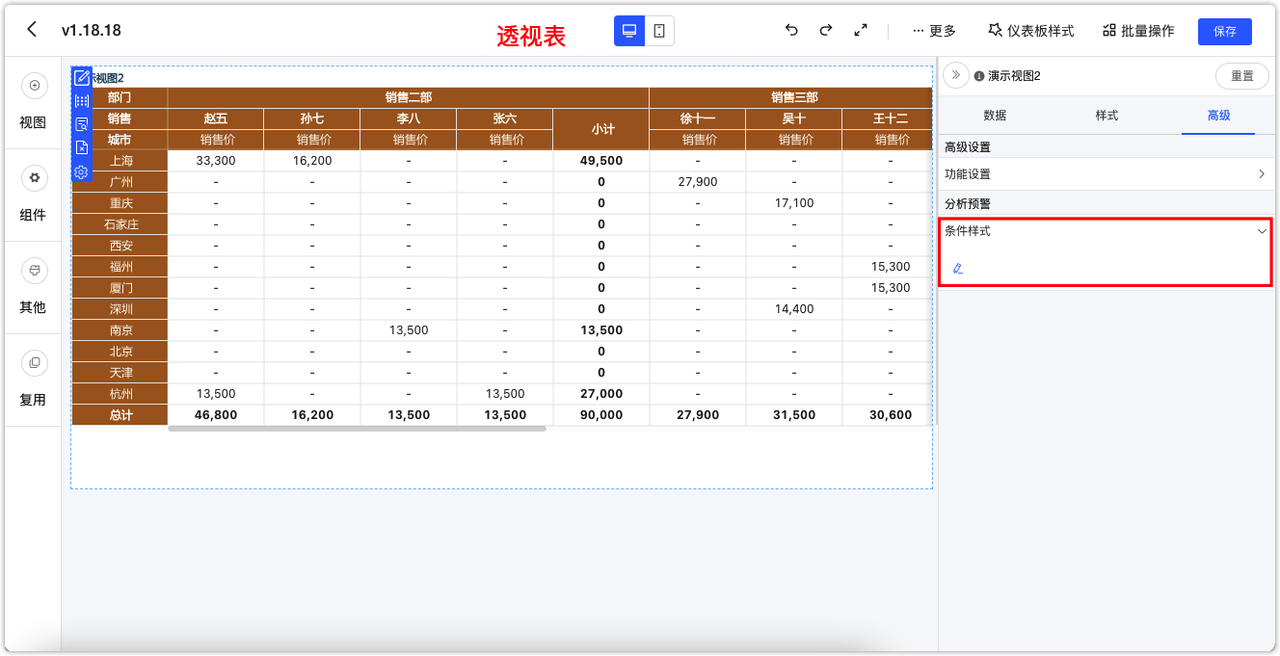 v1.18.18
透视表
更多
仪表板样式
批量操作
保存
视图
组件
其他
复用
示视图2
部门 销售二部 销售三部
销售 赵五 孙七 李八 张六 小计 徐十一 吴十 王十二
城市 销售价 销售价 销售价 销售价 销售价 销售价 销售价
上海 33,300 16,200 - - 49,500 - - -
广州 - - - - 0 27,900 - -
重庆 - - - - 0 - 17,100 -
石家庄 - - - - 0 - - -
西安 - - - - 0 - - -
福州 - - - - 0 - - 15,300
厦门 - - - - 0 - - 15,300
深圳 - - - - 0 - 14,400 -
南京 - - 13,500 - 13,500 - - -
北京 - - - - 0 - - -
天津 - - - - 0 - - -
杭州 13,500 - - 13,500 27,000 - - -
总计 46,800 16,200 13,500 13,500 90,000 27,900 31,500 30,600
演示视图2
重置
数据 样式 高级
高级设置
功能设置
分析预警
条件样式